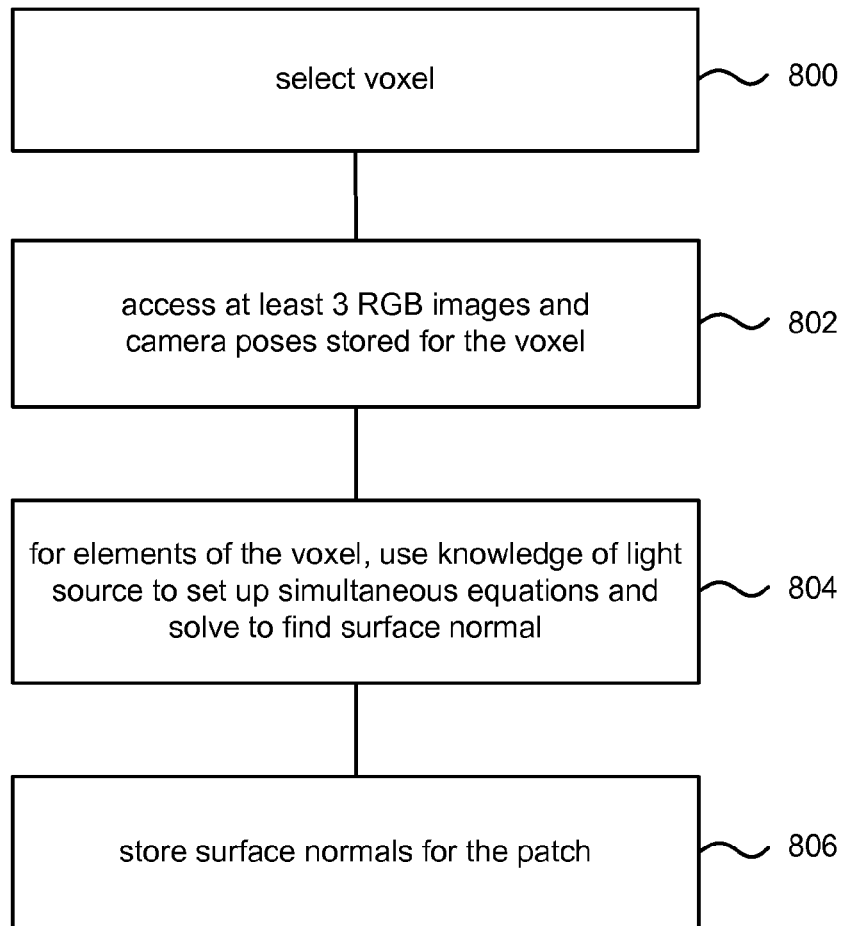 select voxel
800
access at least 3 RGB images and
camera poses stored for the voxel
802
for elements of the voxel, use knowledge of light
source to set up simultaneous equations and
solve to find surface normal
804
store surface normals for the patch
806